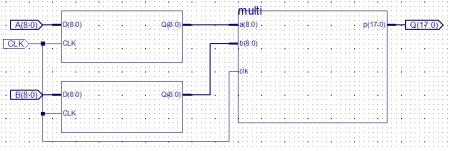 multi
A(8:0) D(8:0) Q(8:0) a(8:0) p(17:0) Q(17:0)
CLK CLK b(8:0)
clk
B(8:0) D(8:0) Q(8:0)
CLK